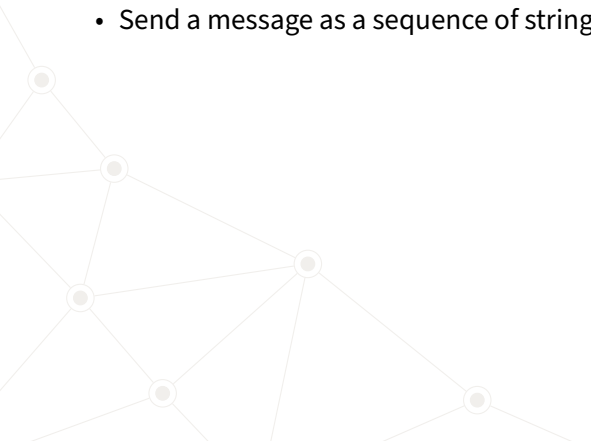 • Send a message as a sequence of string